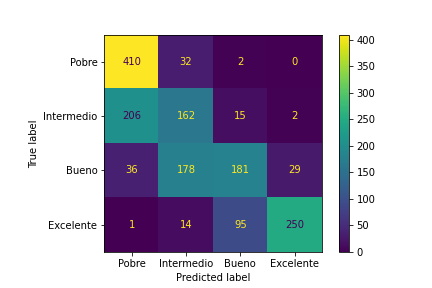 Pobre 410 32 2 0
Intermedio 206 162 15 2
Bueno 36 178 181 29
Excelente 1 14 95 250
Pobre Intermedio Bueno Excelente
Predicted label
True label
400
350
300
250
200
150
100
50
0